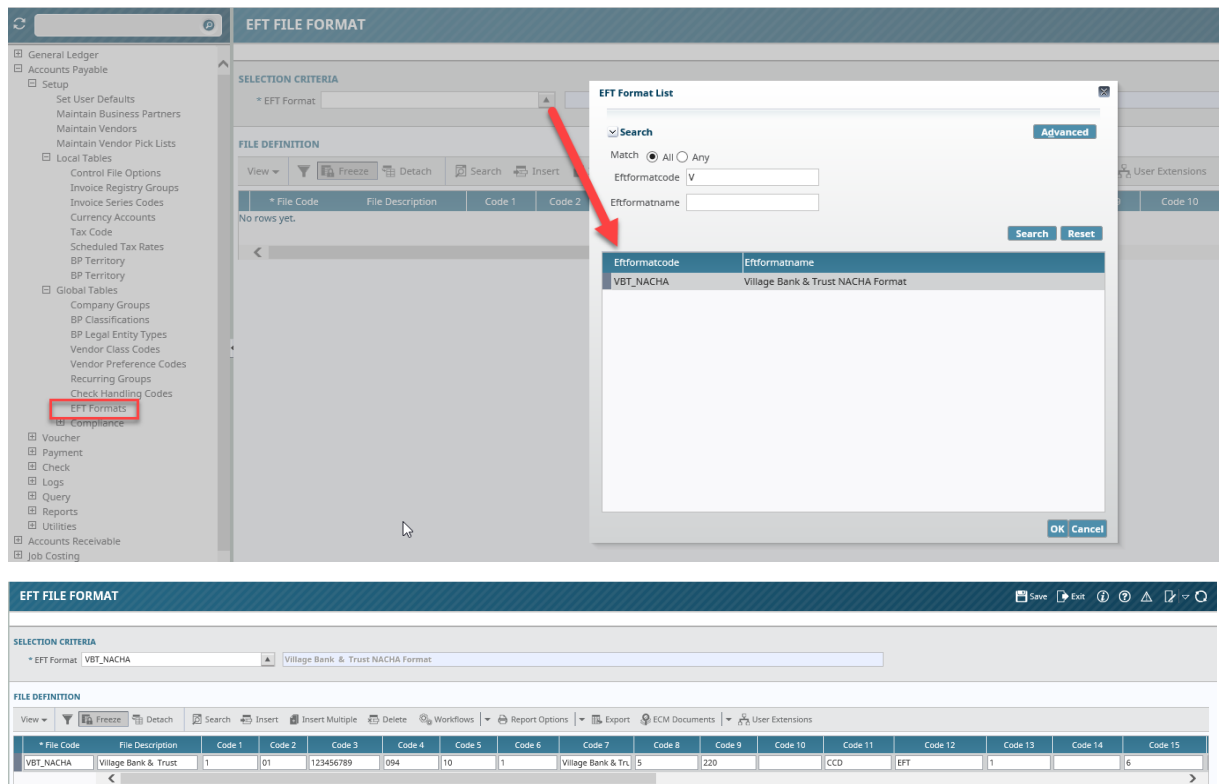 EFT FILE FORMAT
General Ledger
Accounts Payable
Setup
Set User Defaults
Maintain Business Partners
Maintain Vendors
Maintain Vendor Pick Lists
Local Tables
Control File Options
Invoice Registry Groups
Invoice Series Codes
Currency Accounts
Tax Code
Scheduled Tax Rates
BP Territory
BP Territory
Global Tables
Company Groups
BP Classifications
BP Legal Entity Types
Vendor Class Codes
Vendor Preference Codes
Recurring Groups
Check Handling Codes
EFT Formats
Compliance
Voucher
Payment
Check
Logs
Query
Reports
Utilities
Accounts Receivable
Job Costing
SELECTION CRITERIA
* EFT Format
FILE DEFINITION
View Freeze Detach Search Insert User Extensions
* File Code File Description Code 1 Code 2 Code 10
No rows yet.
EFT Format List
Search Advanced
Match All Any
Eftformatcode V
Eftformatname
Search Reset
Eftformatcode Eftformatname
VBT_NACHA Village Bank & Trust NACHA Format
OK Cancel
EFT FILE FORMAT Save Exit
SELECTION CRITERIA
* EFT Format VBT_NACHA Village Bank & Trust NACHA Format
FILE DEFINITION
View Freeze Detach Search Insert Insert Multiple Delete Workflows Report Options Export ECM Documents User Extensions
* File Code File Description Code 1 Code 2 Code 3 Code 4 Code 5 Code 6 Code 7 Code 8 Code 9 Code 10 Code 11 Code 12 Code 13 Code 14 Code 15
VBT_NACHA Village Bank & Trust 1 01 123456789 094 10 1 Village Bank & Tru 5 220 CCD EFT 1 6